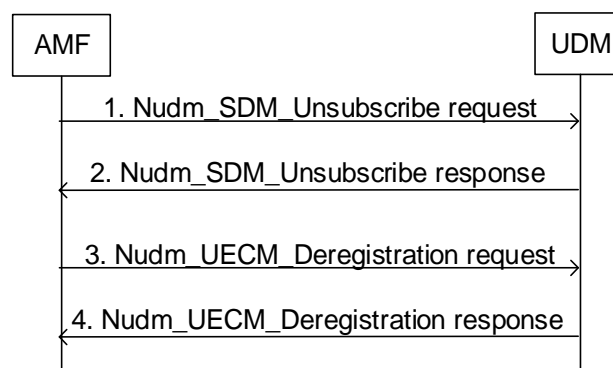 AMF
UDM
1. Nudm_SDM_Unsubscribe request
2. Nudm_SDM_Unsubscribe response
3. Nudm_UECM_Deregistration request
4. Nudm_UECM_Deregistration response